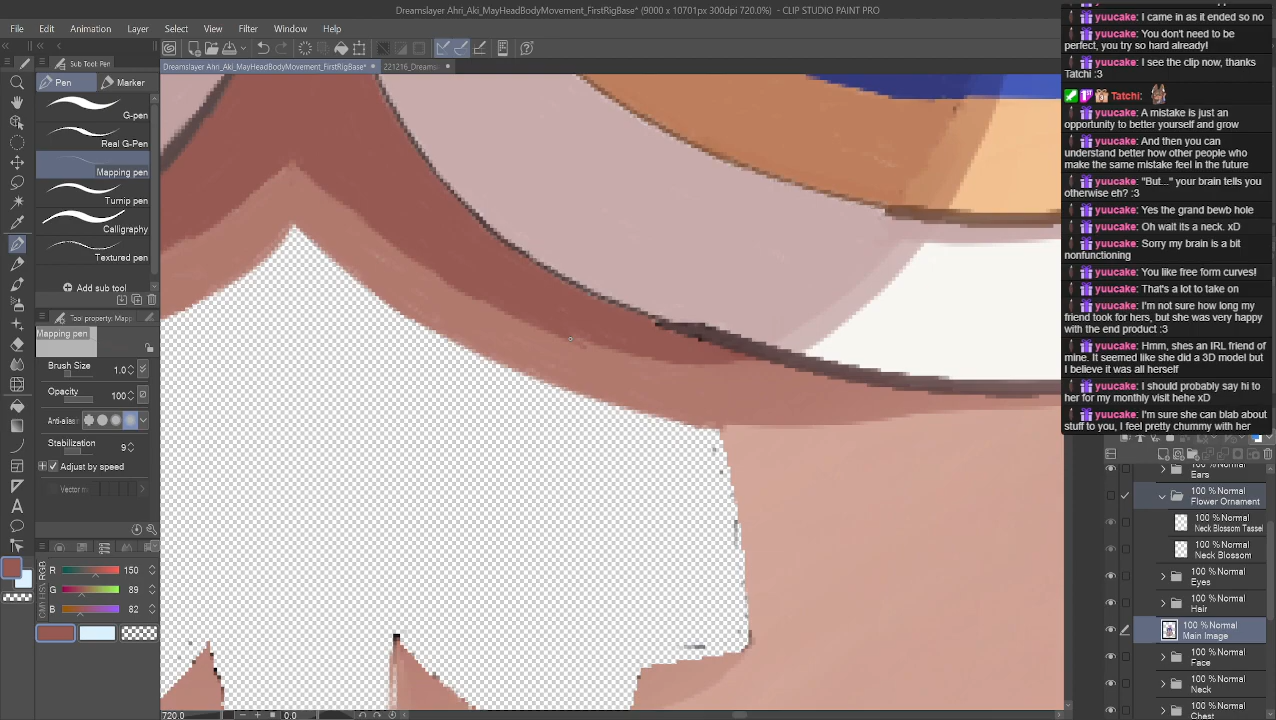 Dreamslayer Ahri_Aki_MayHeadBodyMovement_FirstRigBase* (9000 x 10701px 300dpi 720.0%) - CLIP STUDIO PAINT PRO
File Edit Animation Layer Select View Filter Window Help
Sub Tool Pen
Dreamslayer Ahri_Aki_MayHeadBodyMovement_FirstRigBase*
221216_Dreams
Pen
Marker
G-pen
Real G-Pen
Mapping pen
Turnip pen
Calligraphy
Textured pen
Add sub tool
Tool property: Mapp
Mapping pen
Brush Size 1.0
Opacity 100
Anti-alias
Stabilization 9
Adjust by speed
Vector m
R 150
G 89
B 82
720.0
0.0
yuucake: I came in as it ended so no
yuucake: You don't need to be
perfect, you try so hard already!
yuucake: I see the clip now, thanks
Tatchi :3
Tatchi:
yuucake: A mistake is just an
opportunity to better yourself and grow
yuucake: And then you can
understand better how other people who
make the same mistake feel in the future
yuucake: "But..." your brain tells you
otherwise eh? :3
yuucake: Yes the grand bewb hole
yuucake: Oh wait its a neck. xD
yuucake: Sorry my brain is a bit
nonfunctioning
yuucake: You like free form curves!
yuucake: That's a lot to take on
yuucake: I'm not sure how long my
friend took for hers, but she was very happy
with the end product :3
yuucake: Hmm, shes an IRL friend of
mine. It seemed like she did a 3D model but
I believe it was all herself
yuucake: I should probably say hi to
her for my monthly visit hehe xD
yuucake: I'm sure she can blab about
stuff to you, I feel pretty chummy with her
100 %Normal
Ears
100 %Normal
Flower Ornament
100 %Normal
Neck Blossom Tassel
100 %Normal
Neck Blossom
100 %Normal
Eyes
100 %Normal
Hair
100 %Normal
Main Image
100 %Normal
Face
100 %Normal
Neck
100 %Normal
Chest